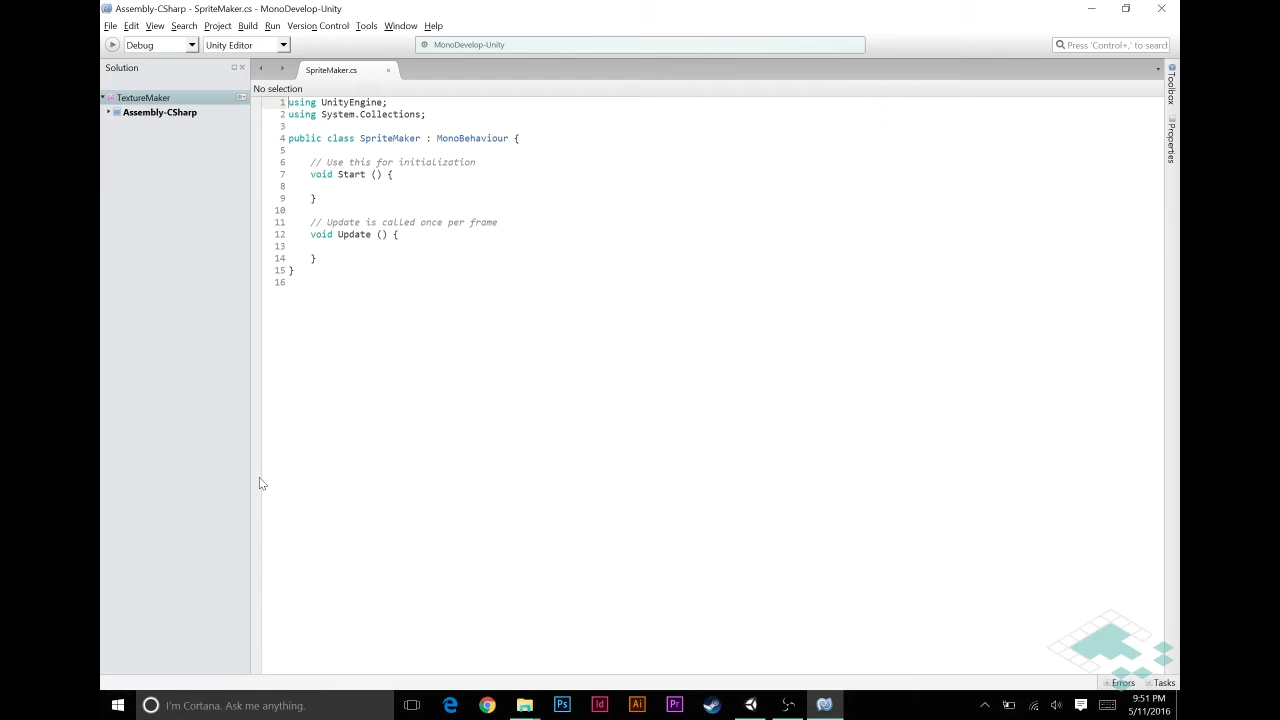 Assembly-CSharp - SpriteMaker.cs - MonoDevelop-Unity
File Edit View Search Project Build Run Version Control Tools Window Help
Debug Unity Editor MonoDevelop-Unity Press 'Control+,' to search
Solution
SpriteMaker.cs
Toolbox
Properties
No selection
TextureMaker
Assembly-CSharp
1 using UnityEngine;
2 using System.Collections;
3
4 public class SpriteMaker : MonoBehaviour {
5
6 // Use this for initialization
7 void Start () {
8
9 }
10
11 // Update is called once per frame
12 void Update () {
13
14 }
15 }
16
Errors Tasks
I'm Cortana. Ask me anything.
Ps Id Ai Pr
9:51 PM
5/11/2016